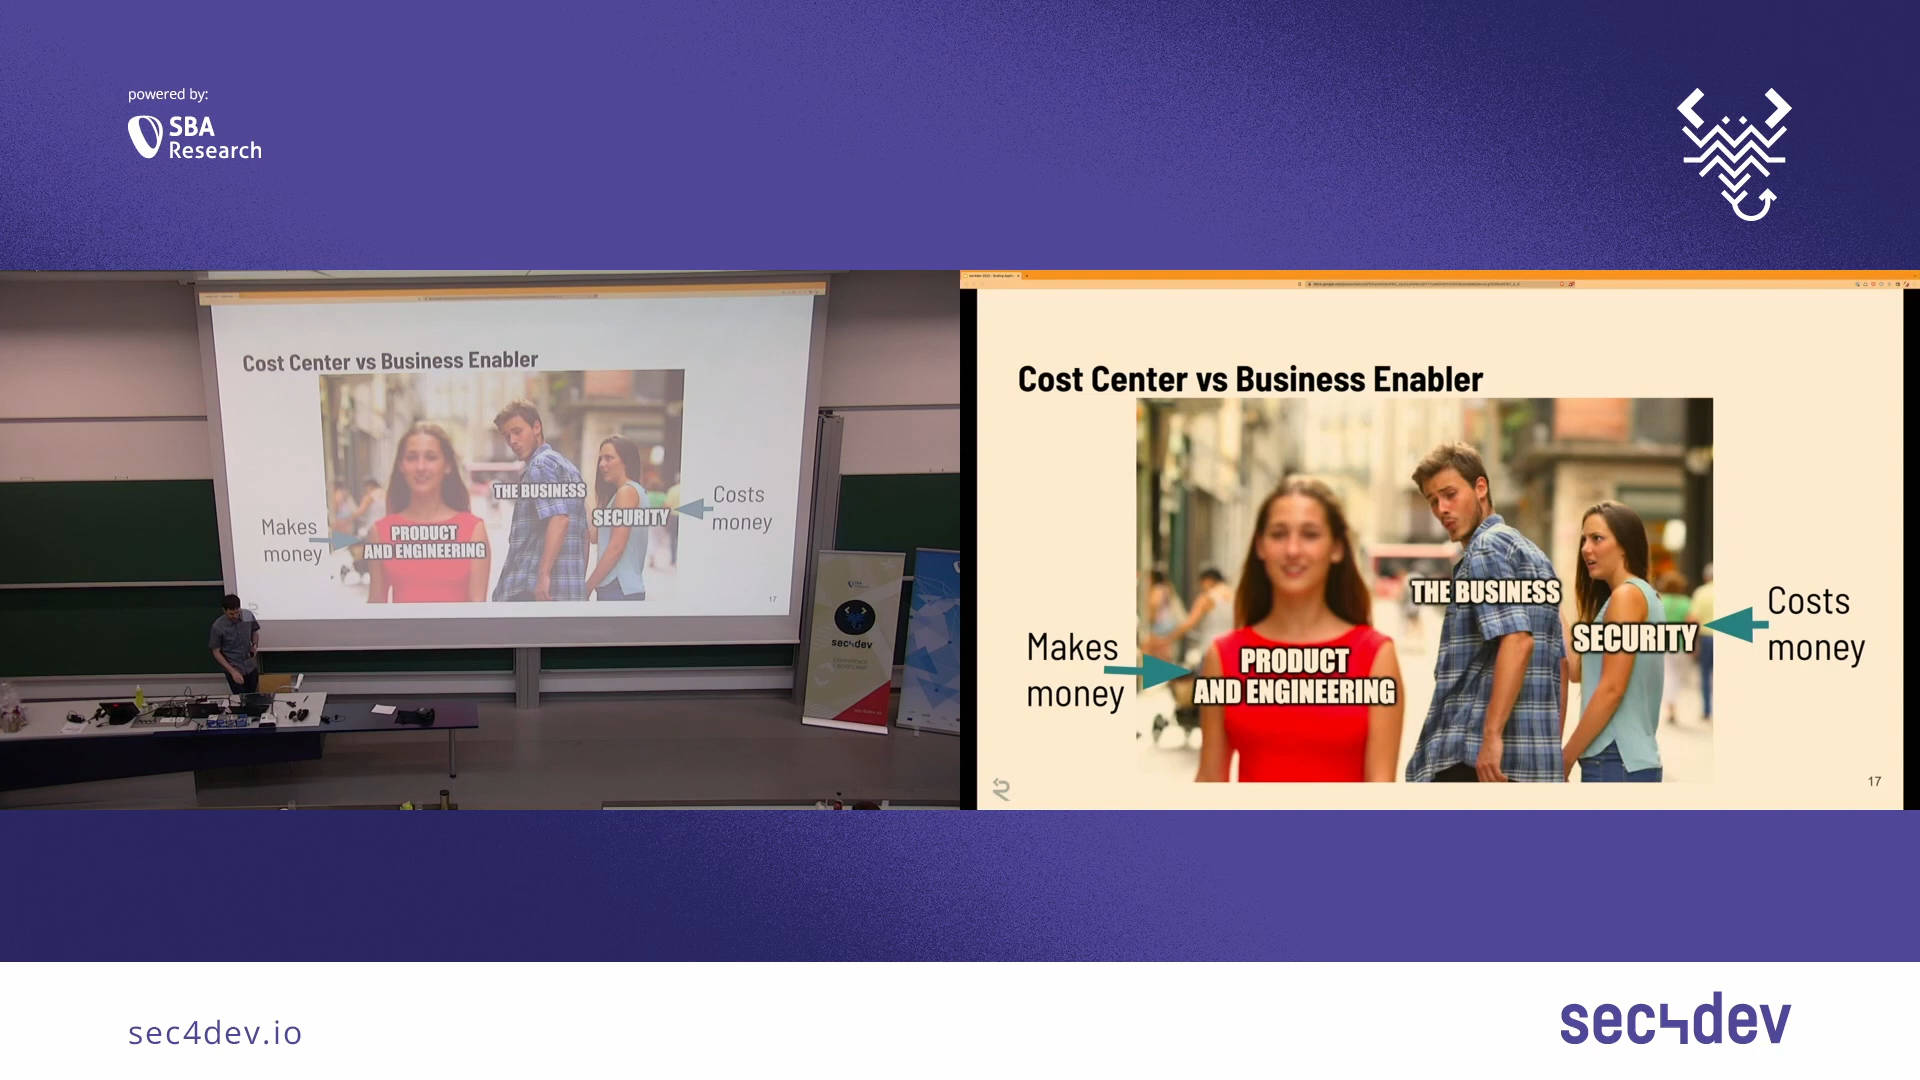 powered by:
SBA
Research
Cost Center vs Business Enabler
Makes
money
PRODUCT
AND ENGINEERING
THE BUSINESS
SECURITY
Costs
money
17
sec4dev
Cost Center vs Business Enabler
Makes
money
PRODUCT
AND ENGINEERING
THE BUSINESS
SECURITY
Costs
money
17
sec4dev.io
sec4dev